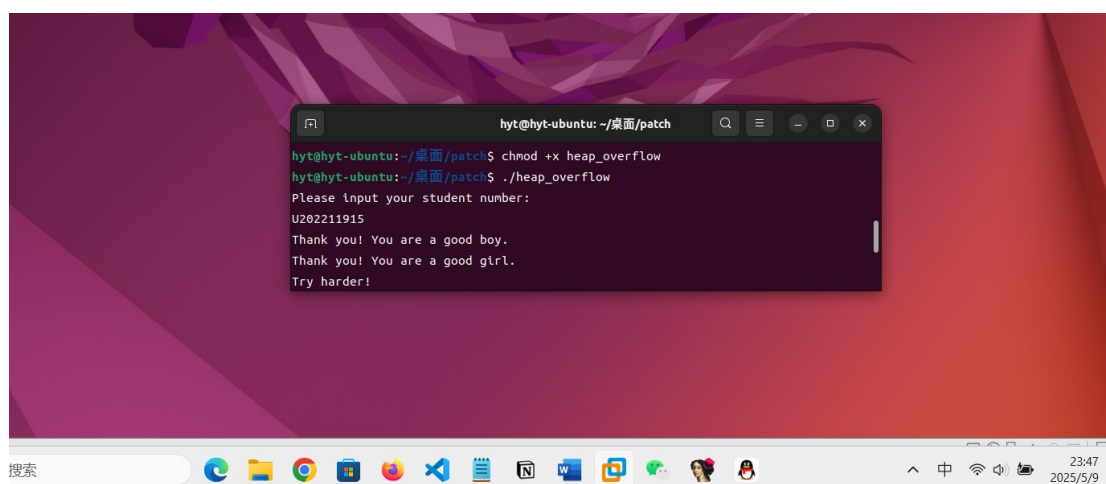 hyt@hyt-ubuntu: ~/桌面/patch
hyt@hyt-ubuntu:~/桌面/patch$ chmod +x heap_overflow
hyt@hyt-ubuntu:~/桌面/patch$ ./heap_overflow
Please input your student number:
U202211915
Thank you! You are a good boy.
Thank you! You are a good girl.
Try harder!
搜索
中
23:47
2025/5/9